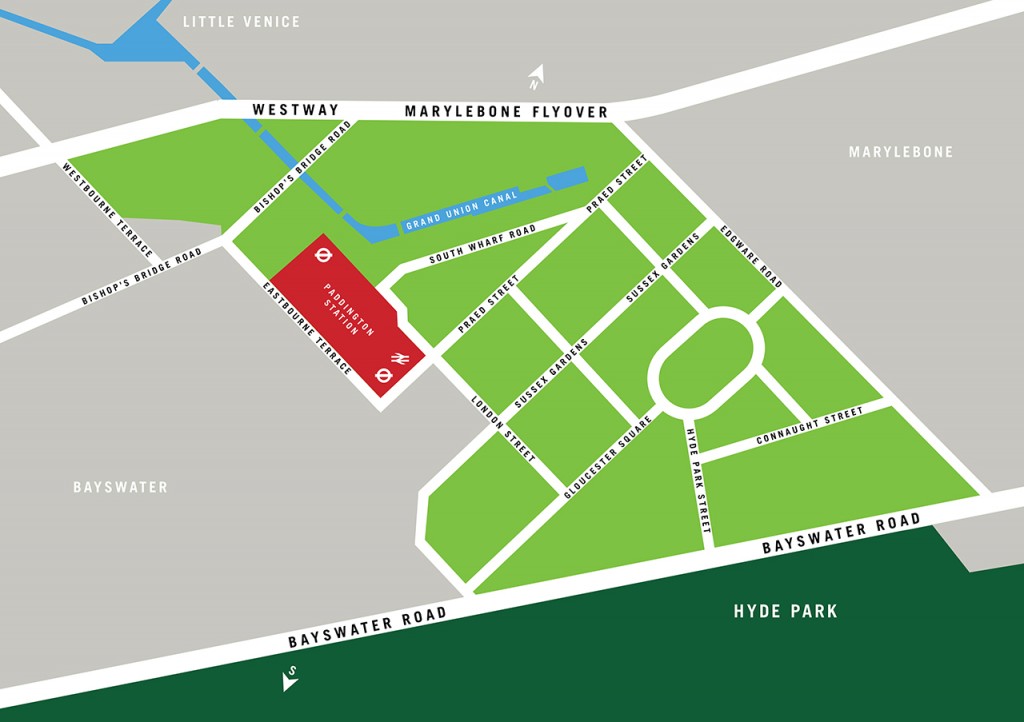 LITTLE VENICE
N
WESTWAY
MARYLEBONE FLYOVER
MARYLEBONE
BISHOP'S BRIDGE ROAD
WESTBOURNE TERRACE
PRAED STREET
GRAND UNION CANAL
SOUTH WHARF ROAD
EDGWARE ROAD
SUSSEX GARDENS
BISHOP'S BRIDGE ROAD
PADDINGTON
STATION
EASTBOURNE TERRACE
PRAED STREET
SUSSEX GARDENS
LONDON STREET
CONNAUGHT STREET
GLOUCESTER SQUARE
HYDE PARK STREET
BAYSWATER
BAYSWATER ROAD
HYDE PARK
BAYSWATER ROAD
S